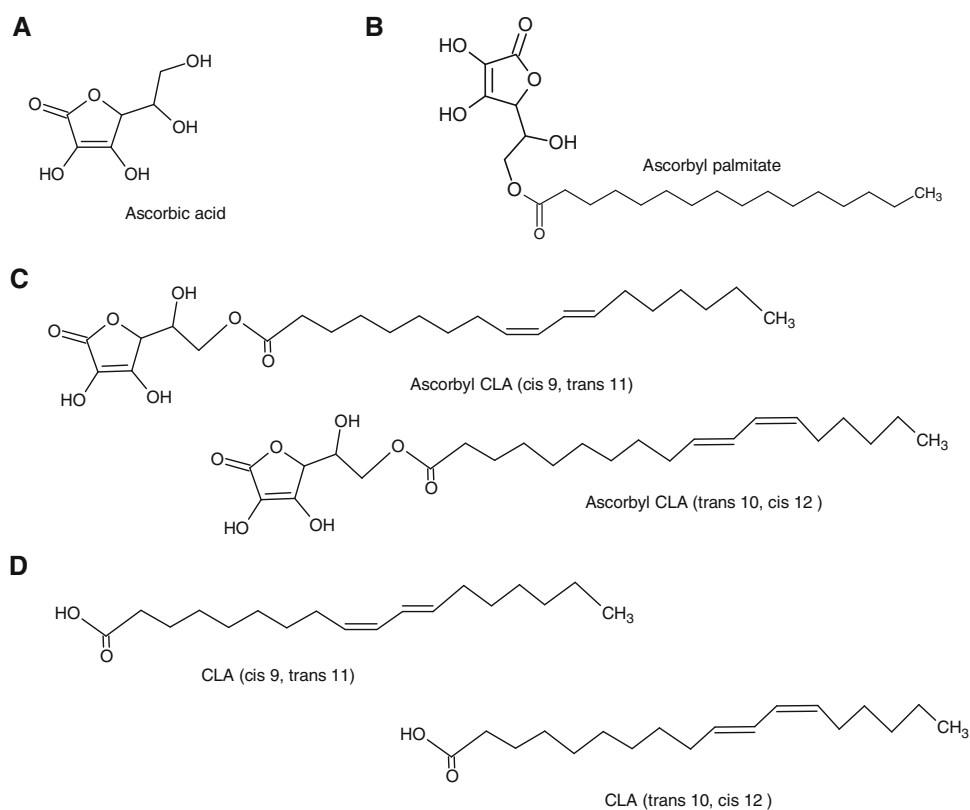 A
O
O
OH
OH
HO
OH
Ascorbic acid
B
O
HO
O
HO
OH
O
O
Ascorbyl palmitate
CH3
C
OH
O
O
O
O
HO
OH
CH3
Ascorbyl CLA (cis 9, trans 11)
OH
O
O
O
O
HO
OH
CH3
Ascorbyl CLA (trans 10, cis 12 )
D
HO
O
CH3
CLA (cis 9, trans 11)
HO
O
CH3
CLA (trans 10, cis 12 )